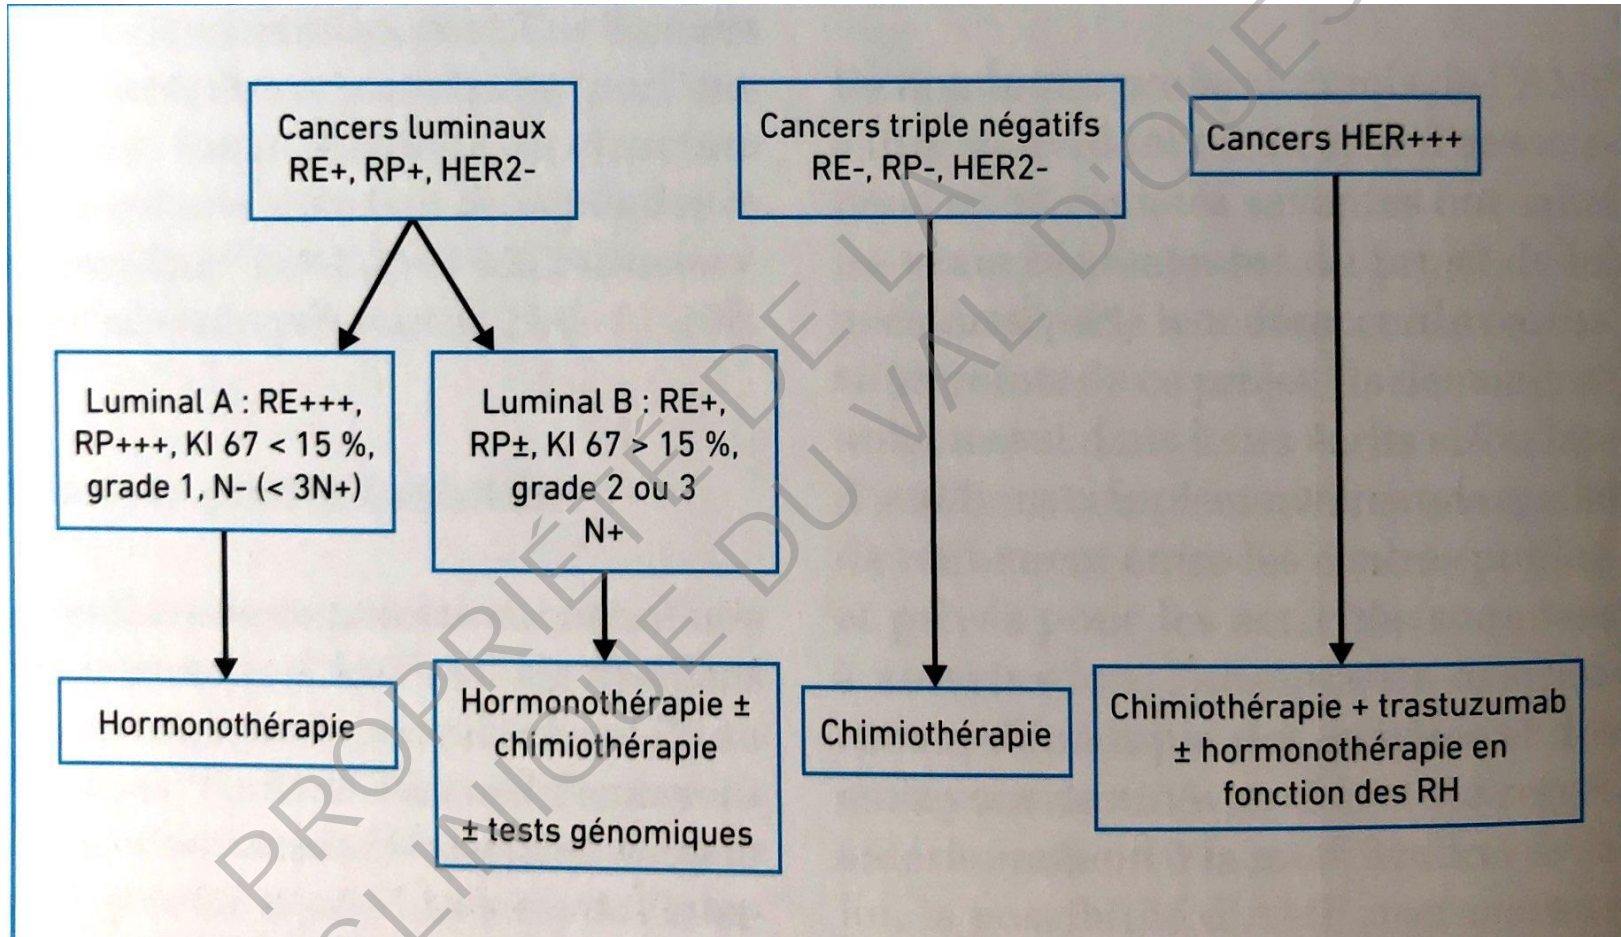 Cancers luminaux
RE+, RP+, HER2-
Cancers triple négatifs
RE-, RP-, HER2-
Cancers HER+++
Luminal A : RE+++,
RP+++, KI 67 < 15 %,
grade 1, N- (< 3N+)
Luminal B : RE+,
RP±, KI 67 > 15 %,
grade 2 ou 3
N+
Hormonothérapie
Hormonothérapie ±
chimiothérapie
± tests génomiques
Chimiothérapie
Chimiothérapie + trastuzumab
± hormonothérapie en
fonction des RH
PROPRIÉTÉ DE LA
CLINIQUE DU VAL D'OUES